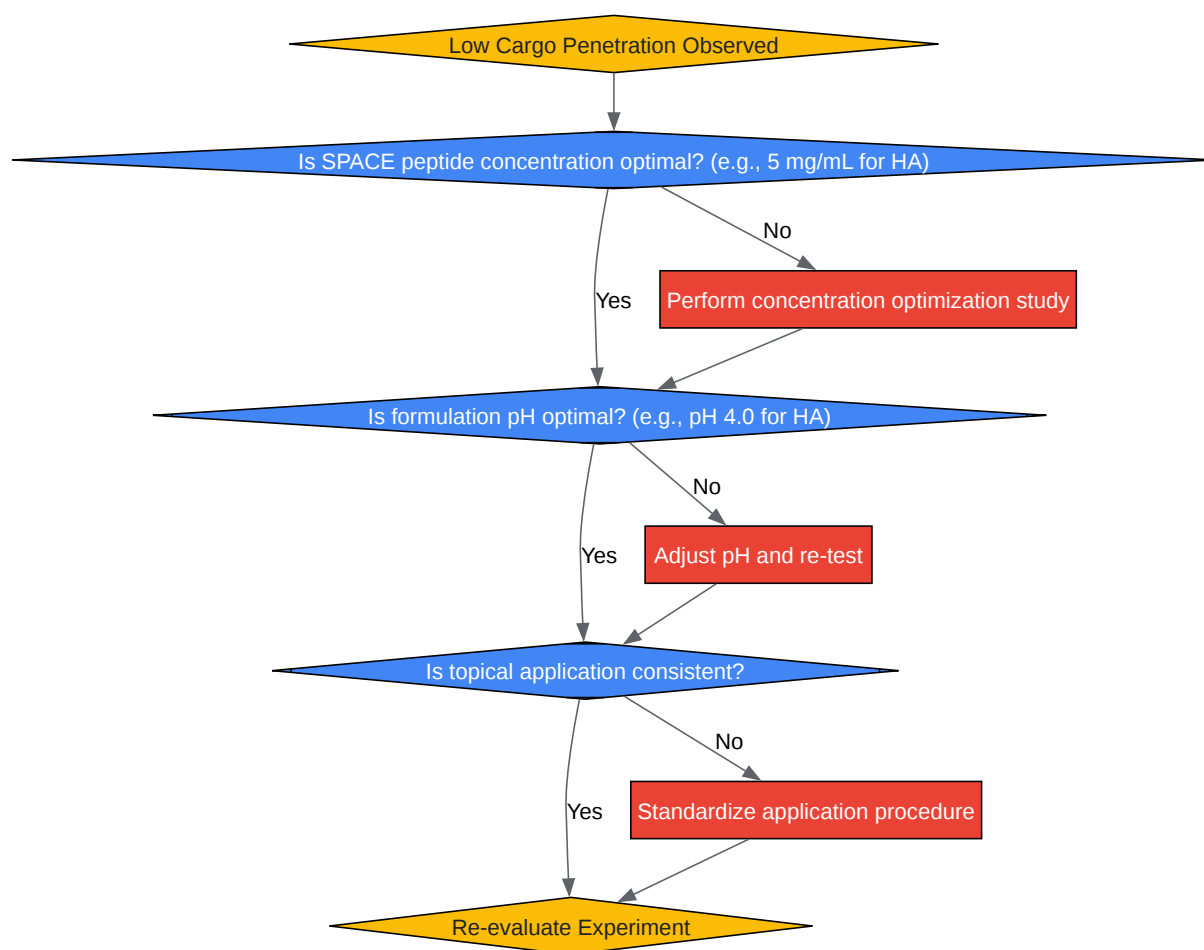 Low Cargo Penetration Observed
Is SPACE peptide concentration optimal? (e.g., 5 mg/mL for HA)
No
Yes
Perform concentration optimization study
Is formulation pH optimal? (e.g., pH 4.0 for HA)
No
Yes
Adjust pH and re-test
Is topical application consistent?
No
Yes
Standardize application procedure
Re-evaluate Experiment